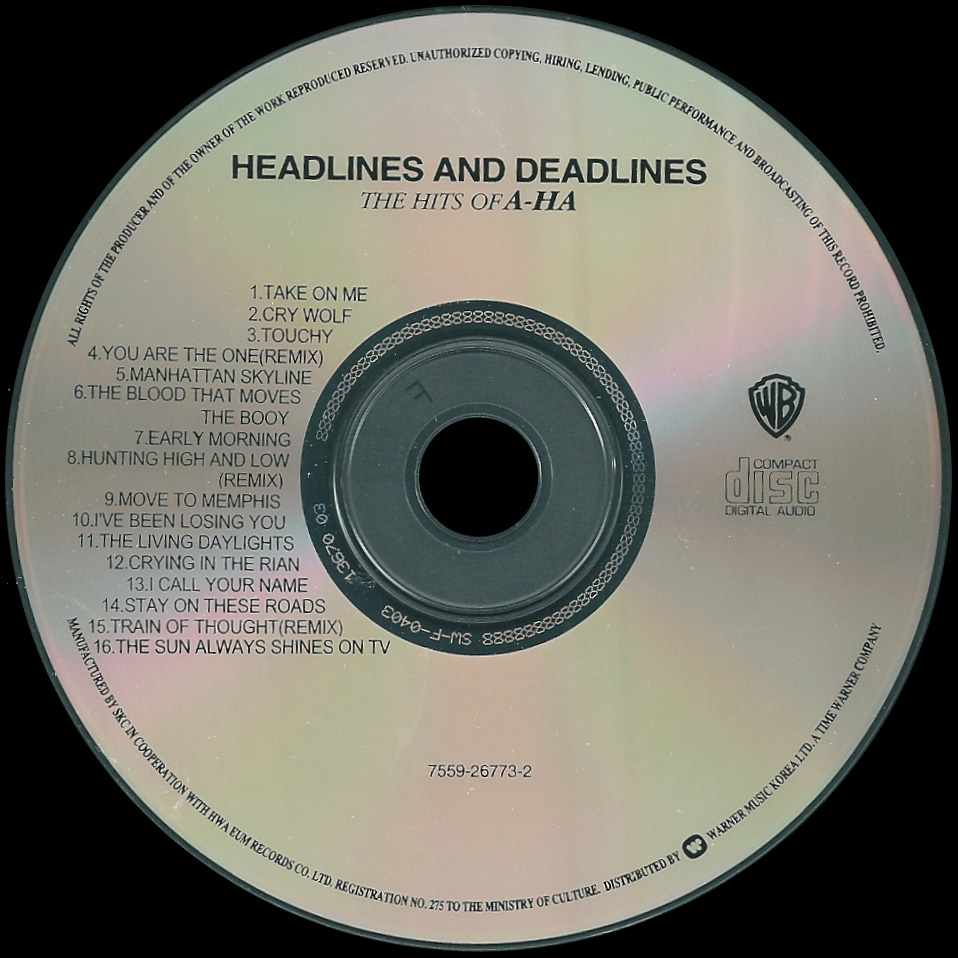 ALL RIGHTS OF THE PRODUCER AND OF THE OWNER OF THE WORK REPRODUCED RESERVED. UNAUTHORIZED COPYING, HIRING, LENDING, PUBLIC PERFORMANCE AND BROADCASTING OF THIS RECORD PROHIBITED.
HEADLINES AND DEADLINES
THE HITS OF A-HA
1.TAKE ON ME
2.CRY WOLF
3.TOUCHY
4.YOU ARE THE ONE(REMIX)
5.MANHATTAN SKYLINE
6.THE BLOOD THAT MOVES
THE BOOY
7.EARLY MORNING
8.HUNTING HIGH AND LOW
(REMIX)
9.MOVE TO MEMPHIS
10.I'VE BEEN LOSING YOU
11.THE LIVING DAYLIGHTS
12.CRYING IN THE RIAN
13.I CALL YOUR NAME
14.STAY ON THESE ROADS
15.TRAIN OF THOUGHT(REMIX)
16.THE SUN ALWAYS SHINES ON TV
WB
®
COMPACT
disc
DIGITAL AUDIO
SW-F-0403
03
F
7559-26773-2
MANUFACTURED BY SKC IN COOPERATION WITH HWA EUM RECORDS CO, LTD. REGISTRATION NO. 275 TO THE MINISTRY OF CULTURE. DISTRIBUTED BY WARNER MUSIC KOREA LTD. A TIME WARNER COMPANY